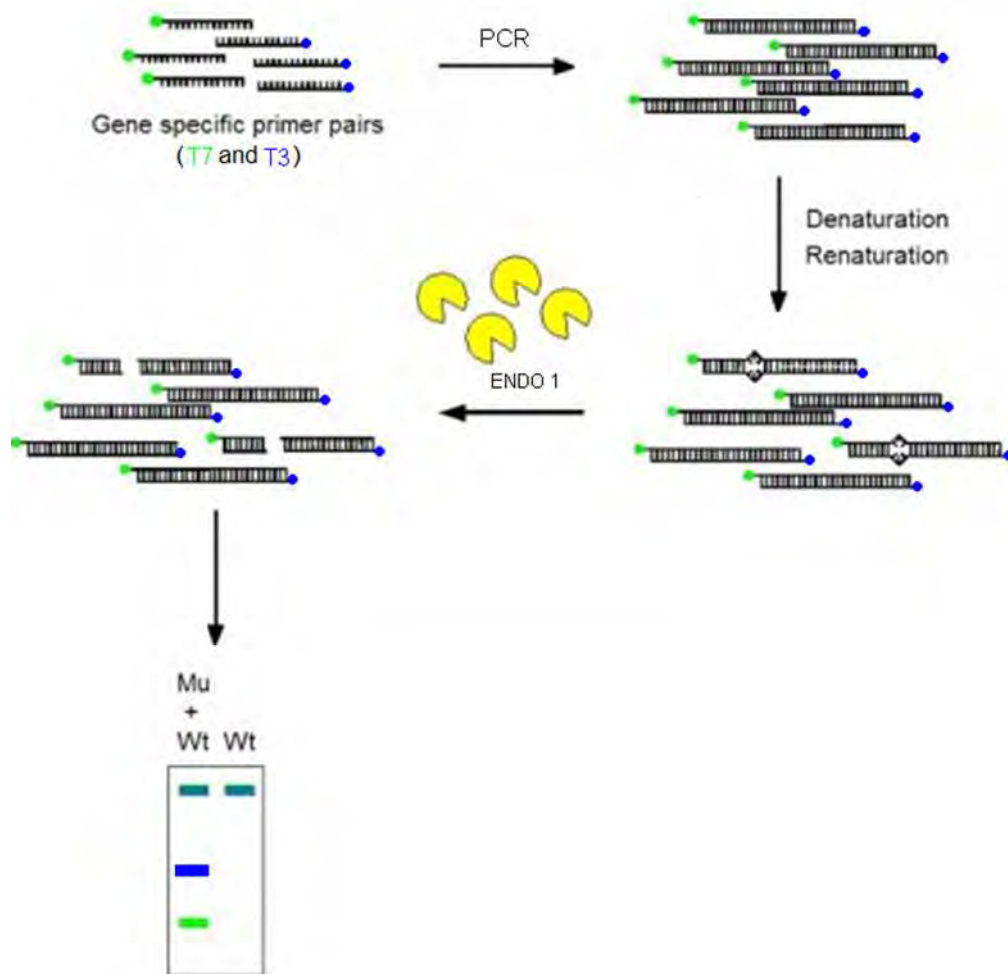 PCR
Gene specific primer pairs
(T7 and T3)
Denaturation
Renaturation
ENDO 1
Mu
+
Wt Wt